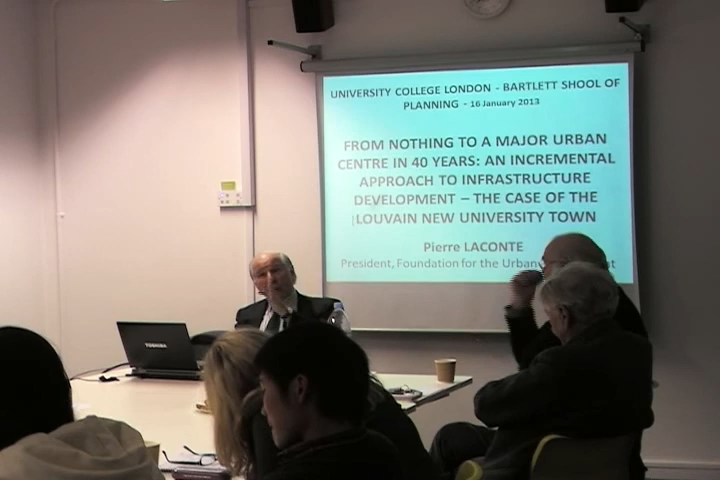 UNIVERSITY COLLEGE LONDON - BARTLETT SHOOL OF
PLANNING - 16 January 2013
FROM NOTHING TO A MAJOR URBAN
CENTRE IN 40 YEARS: AN INCREMENTAL
APPROACH TO INFRASTRUCTURE
DEVELOPMENT – THE CASE OF THE
LOUVAIN NEW UNIVERSITY TOWN
Pierre LACONTE
President, Foundation for the Urban
TOSHIBA